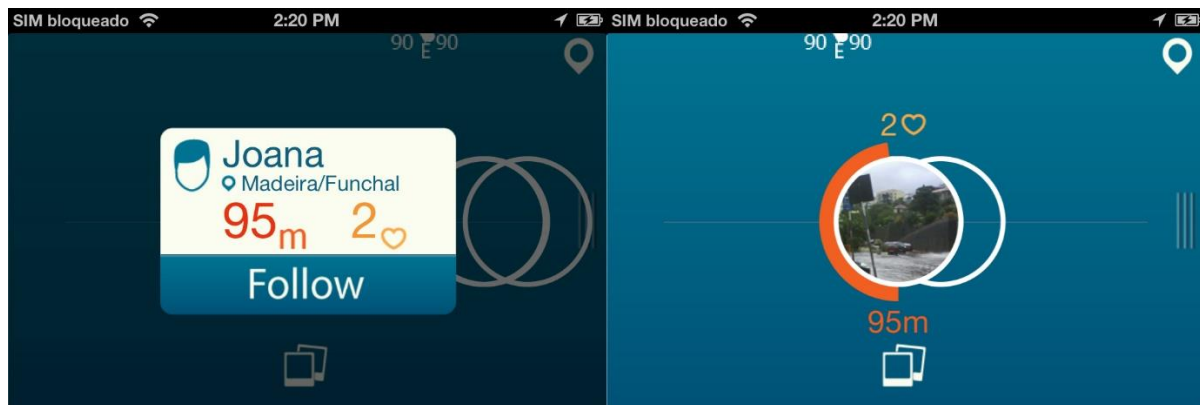 SIM bloqueado 2:20 PM
90 E 90
Joana
Madeira/Funchal
95m 2
Follow
SIM bloqueado 2:20 PM
90 E 90
2
95m